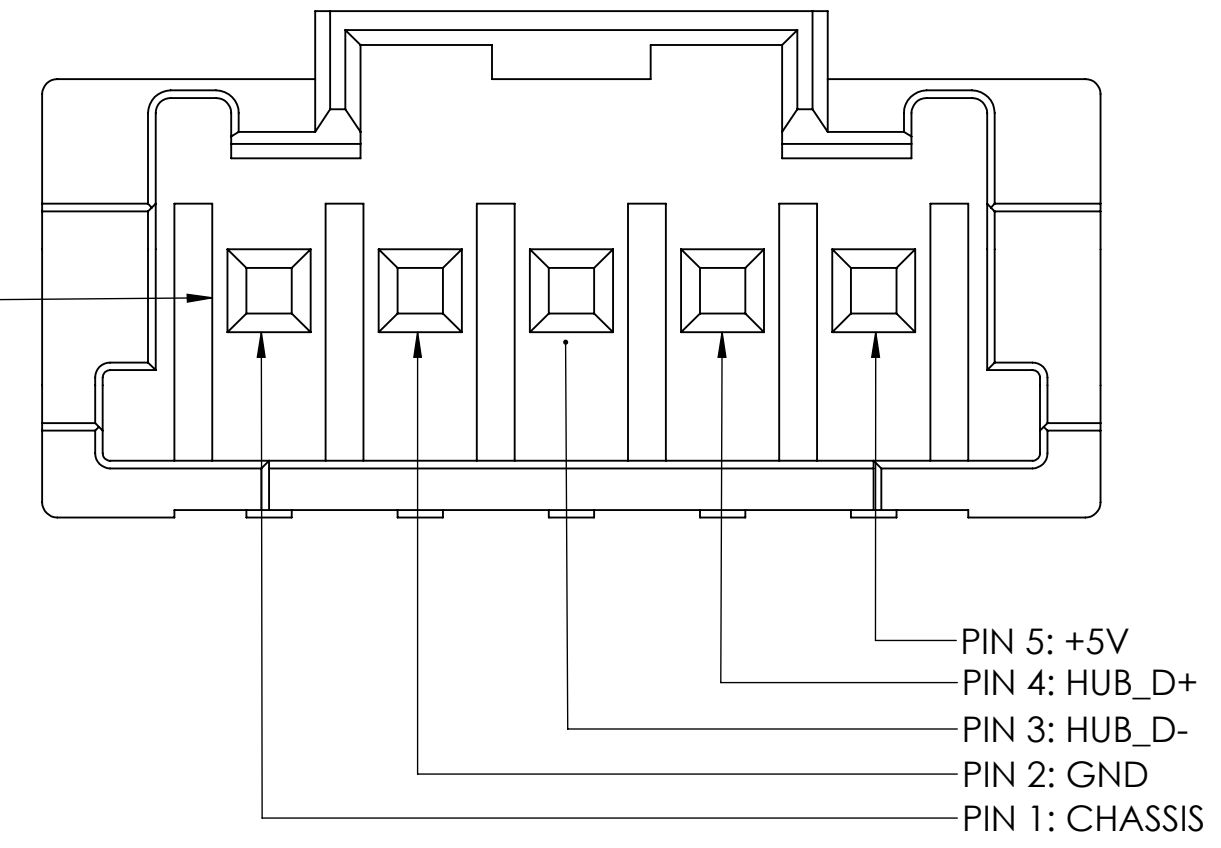 PIN 5: +5V
PIN 4: HUB_D+
PIN 3: HUB_D-
PIN 2: GND
PIN 1: CHASSIS